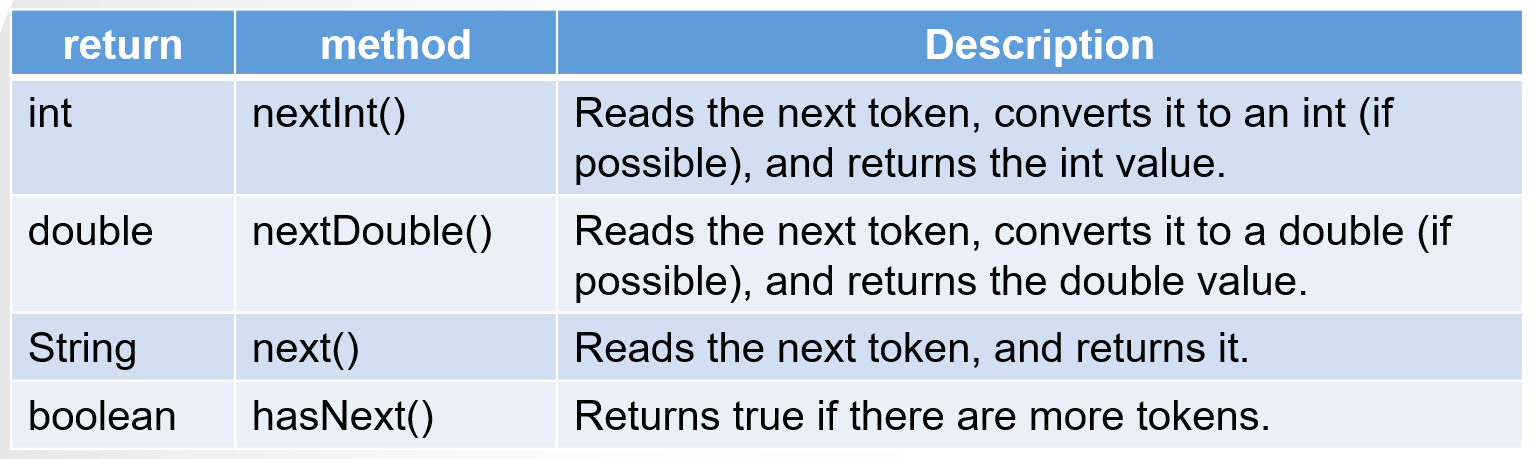 return method Description
int nextInt() Reads the next token, converts it to an int (if
possible), and returns the int value.
double nextDouble() Reads the next token, converts it to a double (if
possible), and returns the double value.
String next() Reads the next token, and returns it.
boolean hasNext() Returns true if there are more tokens.